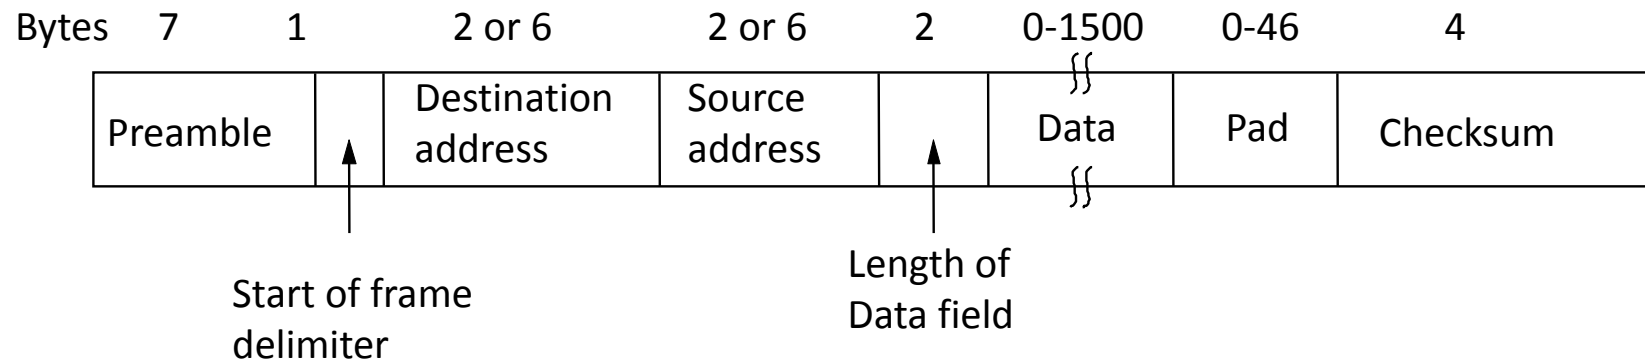 Bytes 7 1 2 or 6 2 or 6 2 0-1500 0-46 4
Preamble
Destination
address
Source
address
Data
Pad
Checksum
Start of frame
delimiter
Length of
Data field